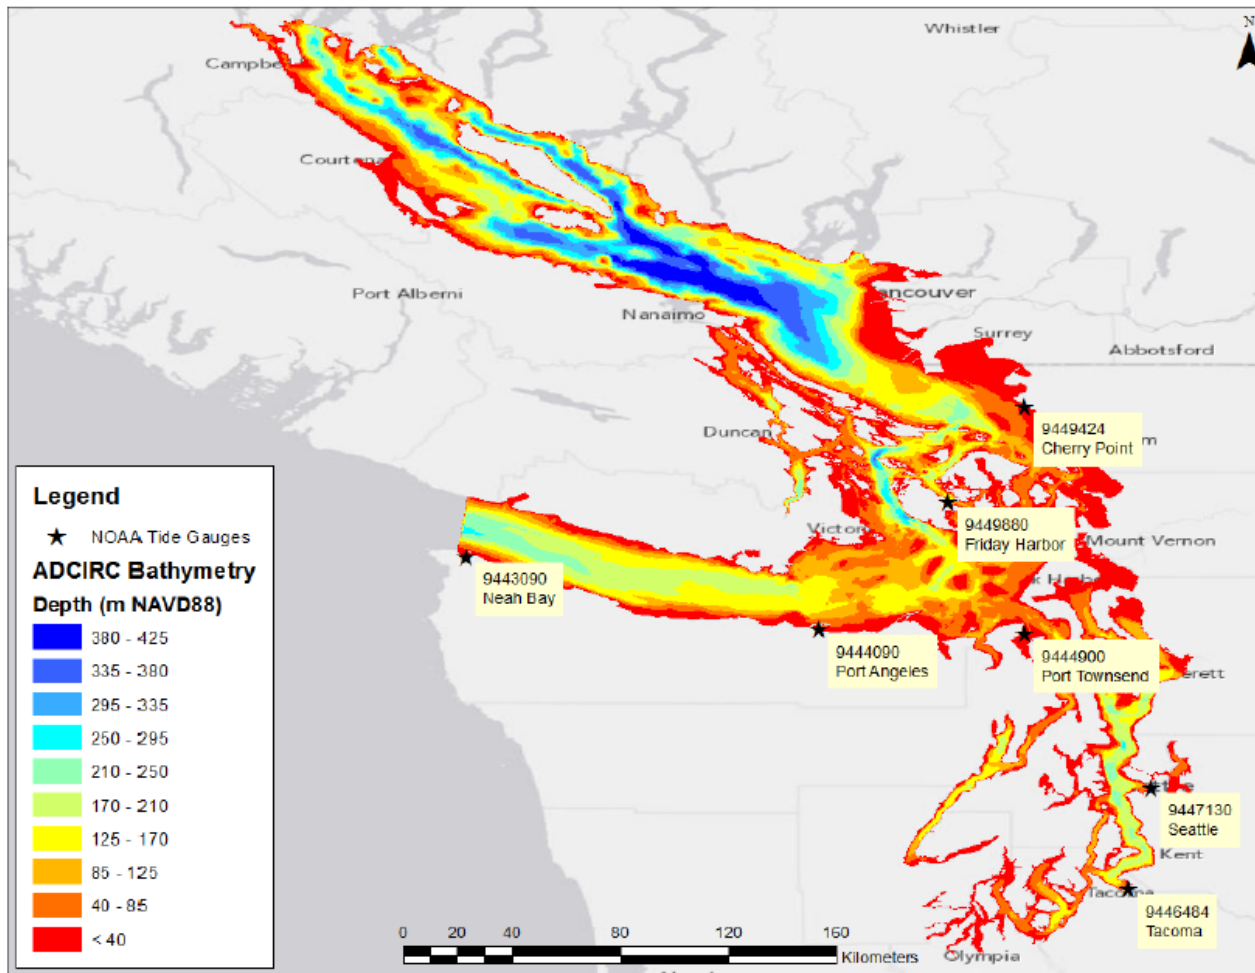 Whistler
N
Campbel
Courtena
Port Alberni
Nanaimo
ancouver
Surrey
Abbotsford
Duncan
9449424
Cherry Point
m
Victor
9449880
Friday Harbor
Mount Vernon
k Harbo
9443090
Neah Bay
9444090
Port Angeles
9444900
Port Townsend
erett
9447130
Seattle
Kent
Tacoma
9446484
Tacoma
Olympia
Legend
NOAA Tide Gauges
ADCIRC Bathymetry
Depth (m NAVD88)
380 - 425
335 - 380
295 - 335
250 - 295
210 - 250
170 - 210
125 - 170
85 - 125
40 - 85
< 40
0 20 40 80 120 160
Kilometers